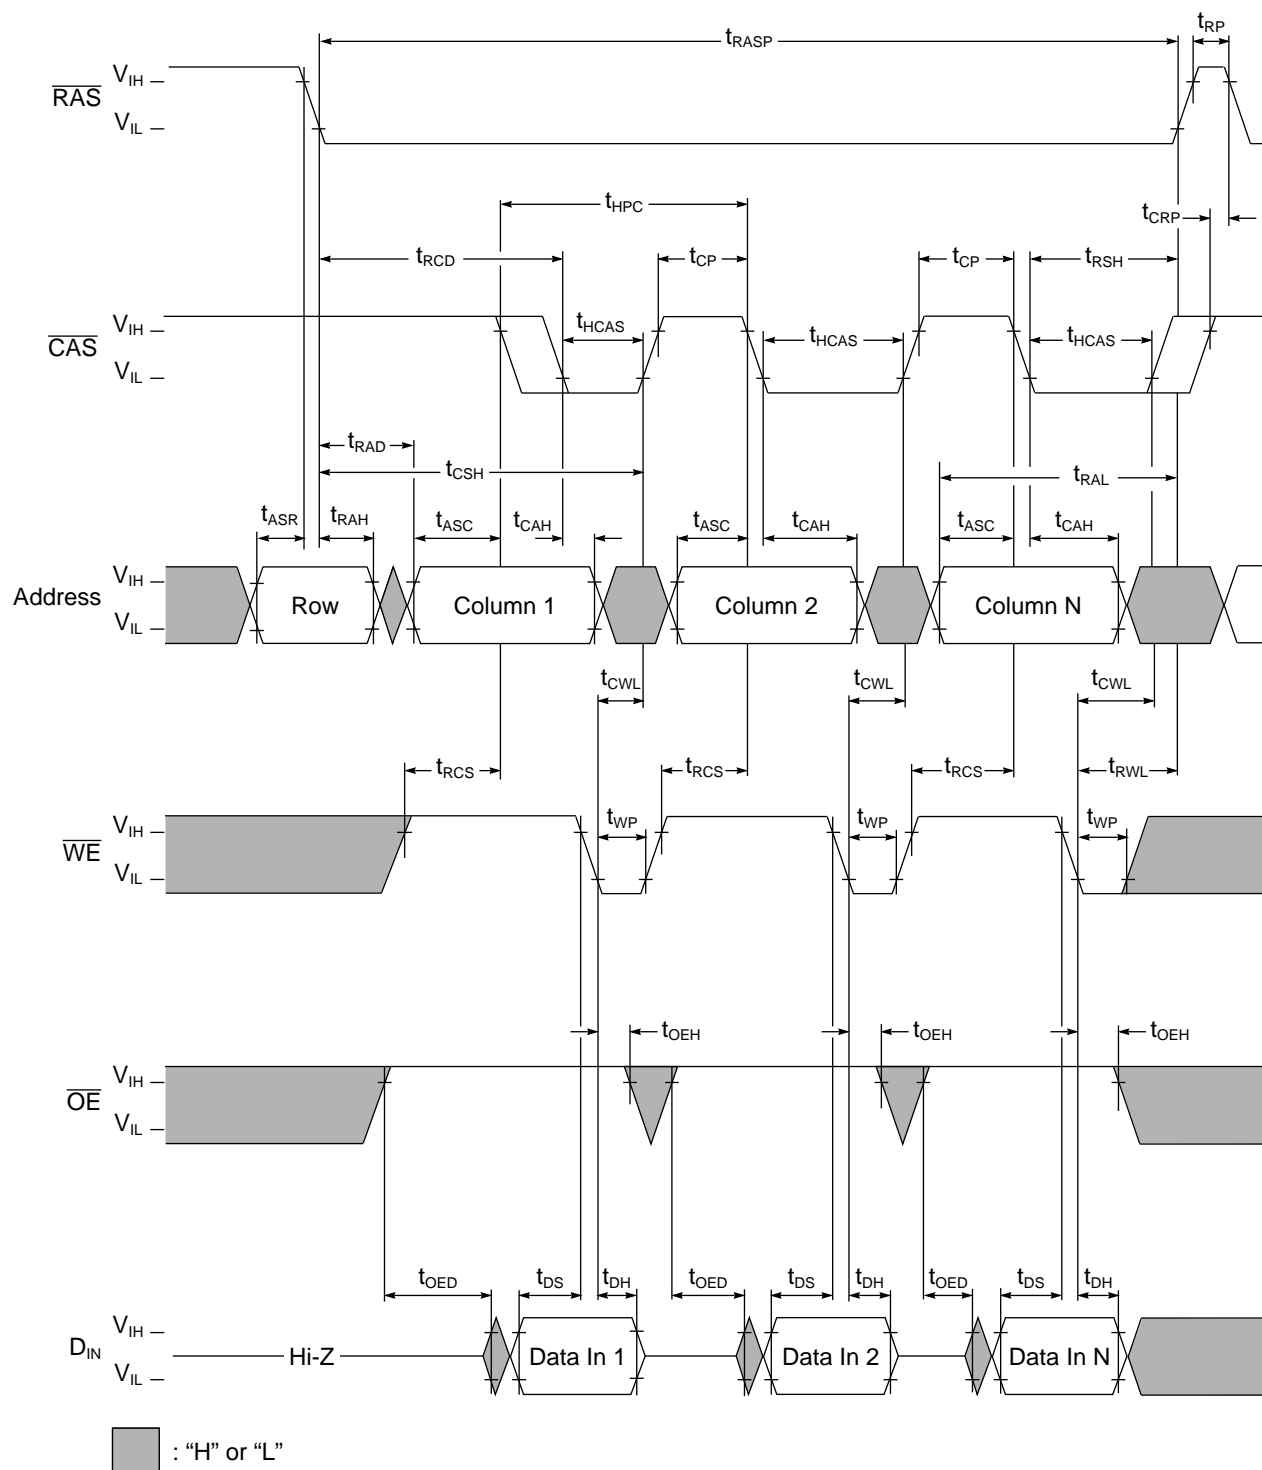 tRASP tRP
RAS VIH
VIL
tHPC tCRP
tRCD tCP tCP tRSH
CAS VIH tHCAS tHCAS tHCAS
VIL
tRAD
tCSH tRAL
tASR tRAH tASC tCAH tASC tCAH tASC tCAH
Address VIH
VIL
Row Column 1 Column 2 Column N
tCWL tCWL tCWL
tRCS tRCS tRCS tRWL
WE VIH tWP tWP tWP
VIL
tOEH tOEH tOEH
OE VIH
VIL
tOED tDS tDH tOED tDS tDH tOED tDS tDH
DIN VIH
VIL
Hi-Z Data In 1 Data In 2 Data In N
: “H” or “L”